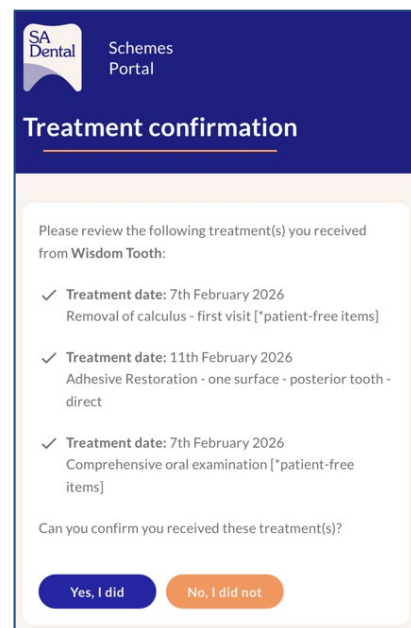 SA
Dental
Schemes
Portal
Treatment confirmation
Please review the following treatment(s) you received
from Wisdom Tooth:
Treatment date: 7th February 2026
Removal of calculus - first visit [*patient-free items]
Treatment date: 11th February 2026
Adhesive Restoration - one surface - posterior tooth -
direct
Treatment date: 7th February 2026
Comprehensive oral examination [*patient-free
items]
Can you confirm you received these treatment(s)?
Yes, I did
No, I did not